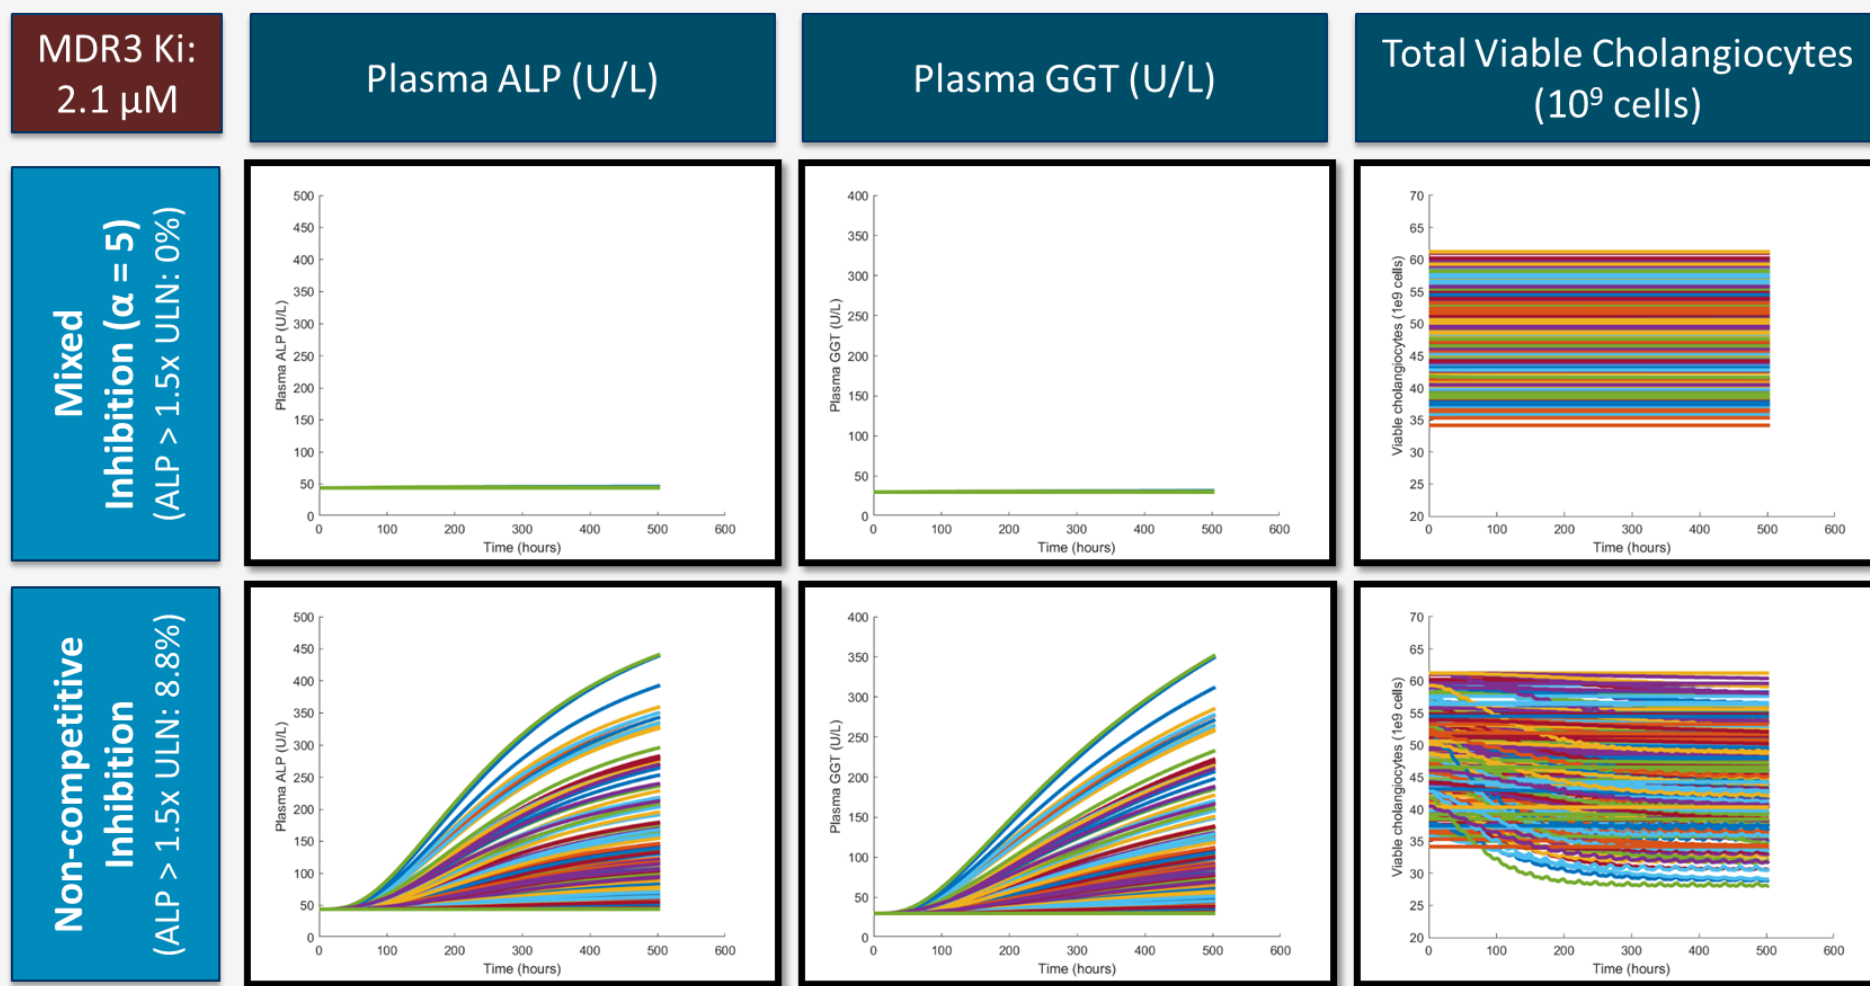 MDR3 Ki:
2.1 µM
Plasma ALP (U/L)
Plasma GGT (U/L)
Total Viable Cholangiocytes
(10⁹ cells)
Mixed
Inhibition (α = 5)
(ALP > 1.5x ULN: 0%)
Plasma ALP (U/L)
500
450
400
350
300
250
200
150
100
50
0
0 100 200 300 400 500 600
Time (hours)
Plasma GGT (U/L)
400
350
300
250
200
150
100
50
0
0 100 200 300 400 500 600
Time (hours)
Viable cholangiocytes (1e9 cells)
70
65
60
55
50
45
40
35
30
25
20
0 100 200 300 400 500 600
Time (hours)
Non-competitive
Inhibition
(ALP > 1.5x ULN: 8.8%)
Plasma ALP (U/L)
500
450
400
350
300
250
200
150
100
50
0
0 100 200 300 400 500 600
Time (hours)
Plasma GGT (U/L)
400
350
300
250
200
150
100
50
0
0 100 200 300 400 500 600
Time (hours)
Viable cholangiocytes (1e9 cells)
70
65
60
55
50
45
40
35
30
25
20
0 100 200 300 400 500 600
Time (hours)